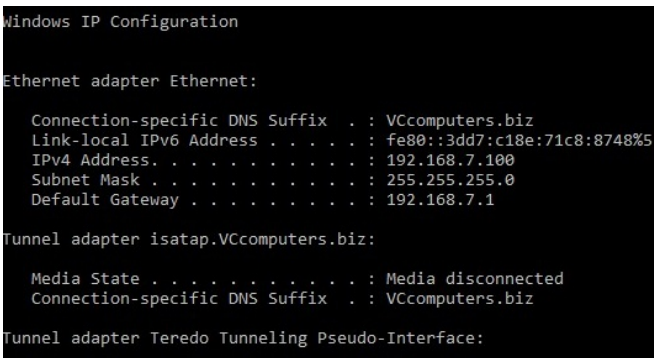 Windows IP Configuration
Ethernet adapter Ethernet:
Connection-specific DNS Suffix . : VCcomputers.biz
Link-local IPv6 Address . . . . . : fe80::3dd7:c18e:71c8:8748%5
IPv4 Address. . . . . . . . . . . : 192.168.7.100
Subnet Mask . . . . . . . . . . . : 255.255.255.0
Default Gateway . . . . . . . . . : 192.168.7.1
Tunnel adapter isatap.VCcomputers.biz:
Media State . . . . . . . . . . . : Media disconnected
Connection-specific DNS Suffix . : VCcomputers.biz
Tunnel adapter Teredo Tunneling Pseudo-Interface: